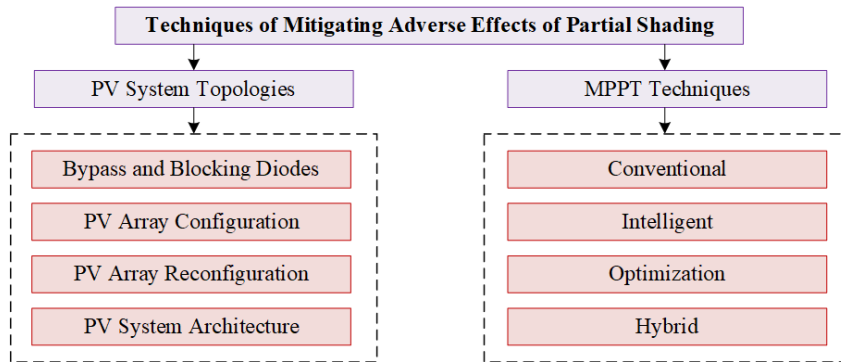 Techniques of Mitigating Adverse Effects of Partial Shading
PV System Topologies
Bypass and Blocking Diodes
PV Array Configuration
PV Array Reconfiguration
PV System Architecture
MPPT Techniques
Conventional
Intelligent
Optimization
Hybrid